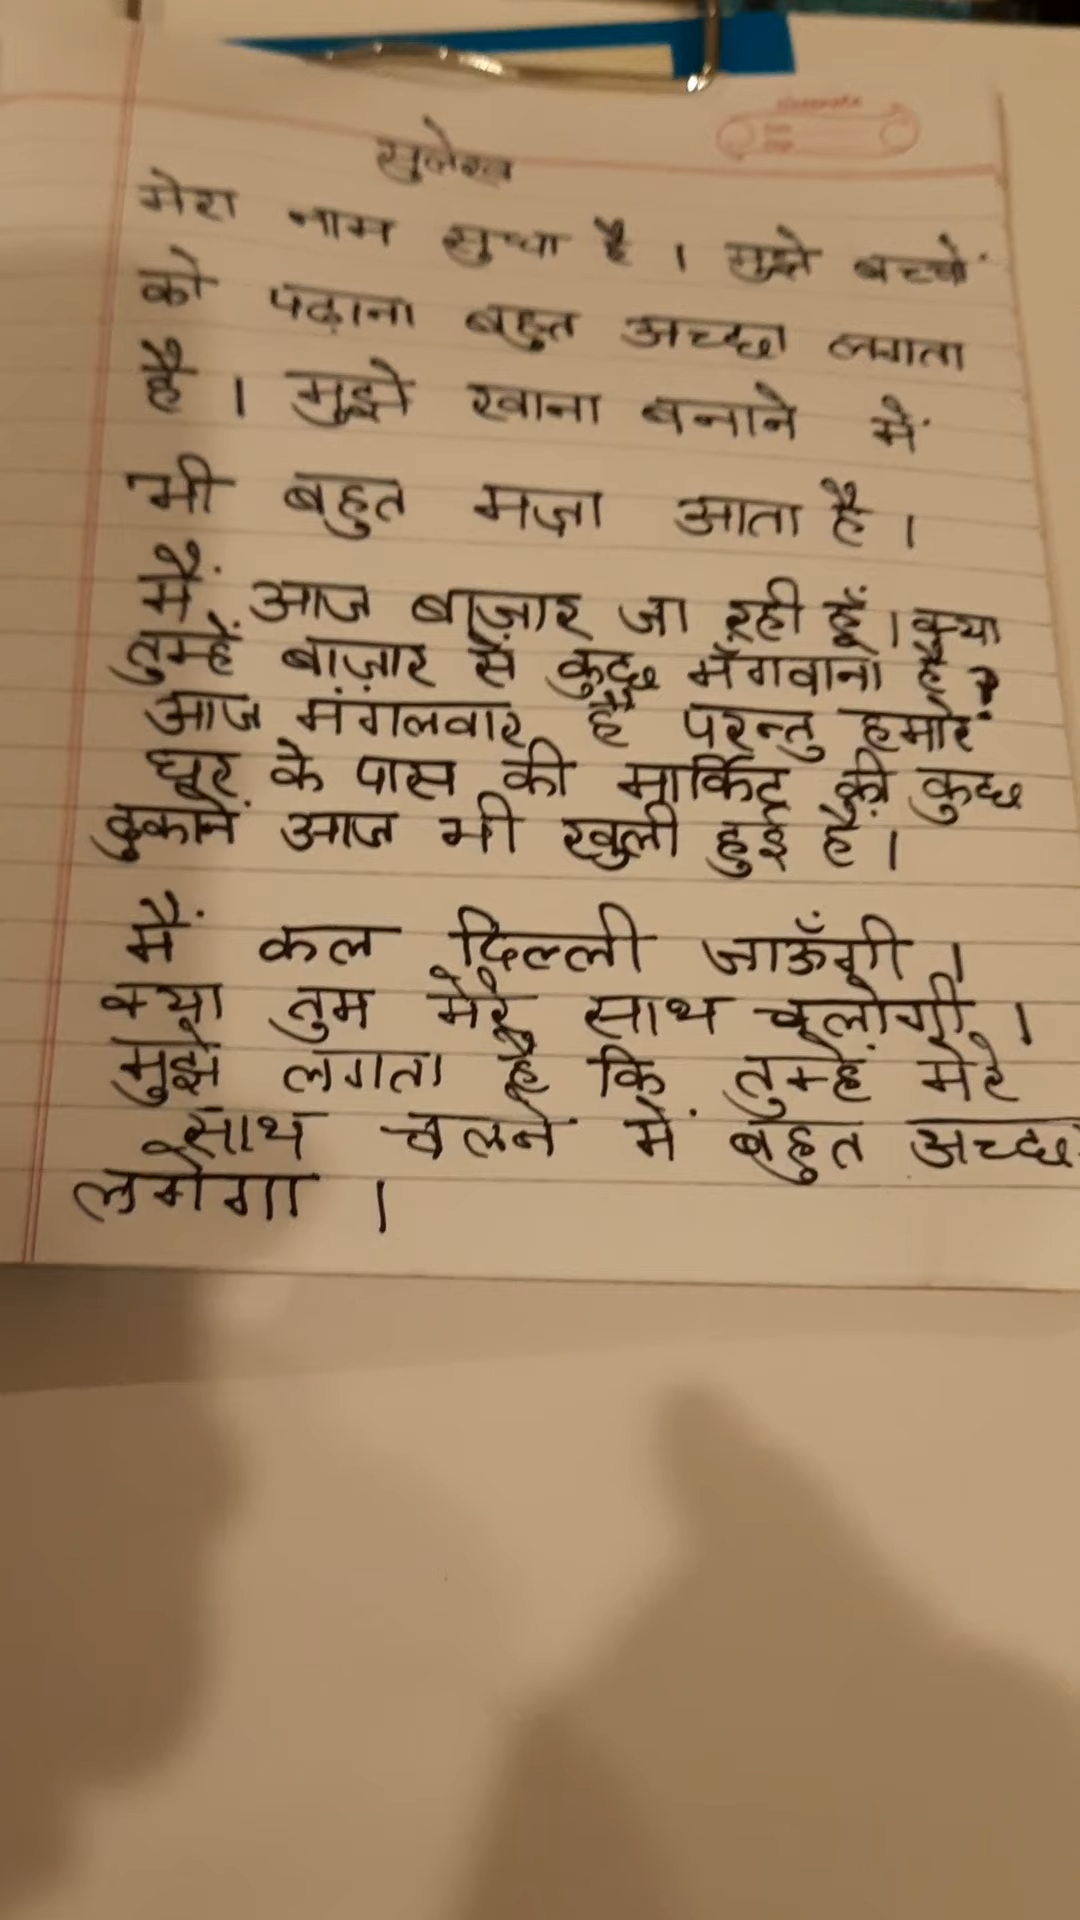 सुलेख
मेरा नाम सुधा है । मुझे बच्चों
को पढ़ाना बहुत अच्छा लगता
है । मुझे खाना बनाने में
भी बहुत मज़ा आता है ।
मैं आज बाज़ार जा रही हूँ । क्या
तुम्हें बाज़ार से कुछ मँगवाना है ?
आज मंगलवार है परन्तु हमारे
घर के पास की मार्किट की कुछ
दुकानें आज भी खुली हुई हैं ।
मैं कल दिल्ली जाऊँगी ।
क्या तुम मेरे साथ चलोगी ।
मुझे लगता है कि तुम्हें मेरे
साथ चलने में बहुत अच्छा
लगेगा ।